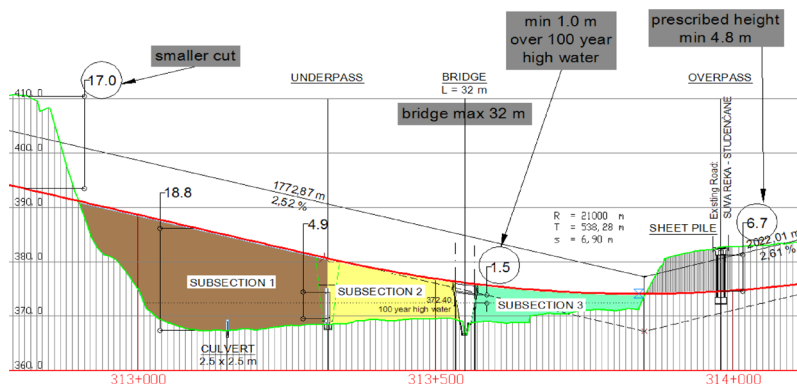 smaller cut
min 1.0 m
over 100 year
high water
prescribed height
min 4.8 m
17.0
UNDERPASS
BRIDGE
L = 32 m
OVERPASS
bridge max 32 m
410.0
400.0
390.0
380.0
370.0
360.0
1772,87 m
2.52 %
18.8
4.9
1.5
6.7
R = 21000 m
T = 538,28 m
s = 6,90 m
SHEET PILE
Existing Road:
SUVA REKA - STUDENCANE
2022.01 m
2.61 %
SUBSECTION 1
SUBSECTION 2
SUBSECTION 3
372.40
100 year high water
CULVERT
2.5 x 2.5 m
313+000
313+500
314+000